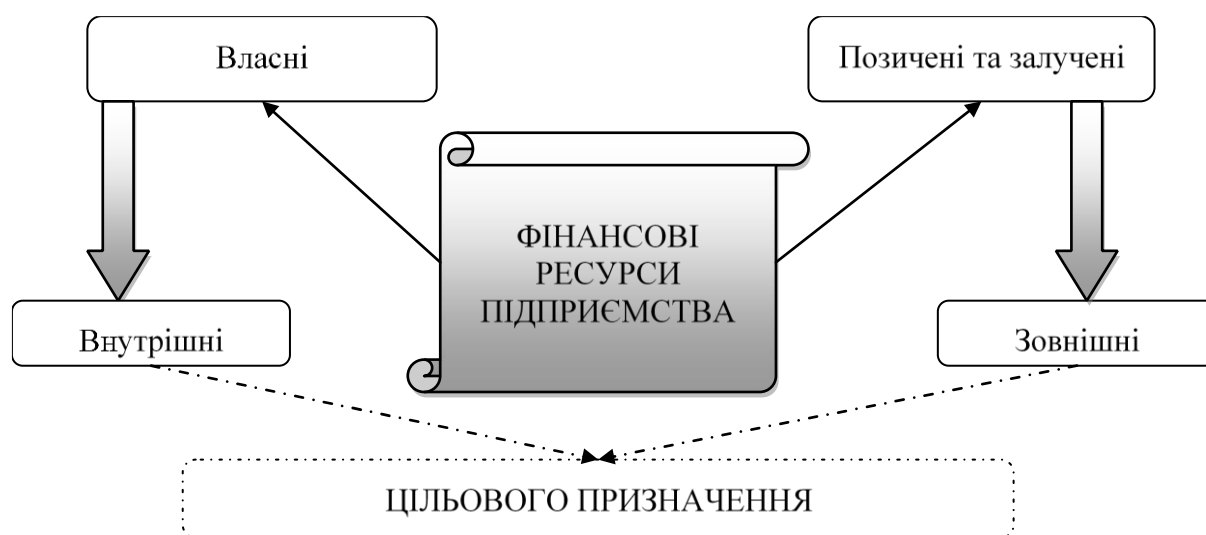 Власні
Позичені та залучені
ФІНАНСОВІ
РЕСУРСИ
ПІДПРИЄМСТВА
Внутрішні
Зовнішні
ЦІЛЬОВОГО ПРИЗНАЧЕННЯ